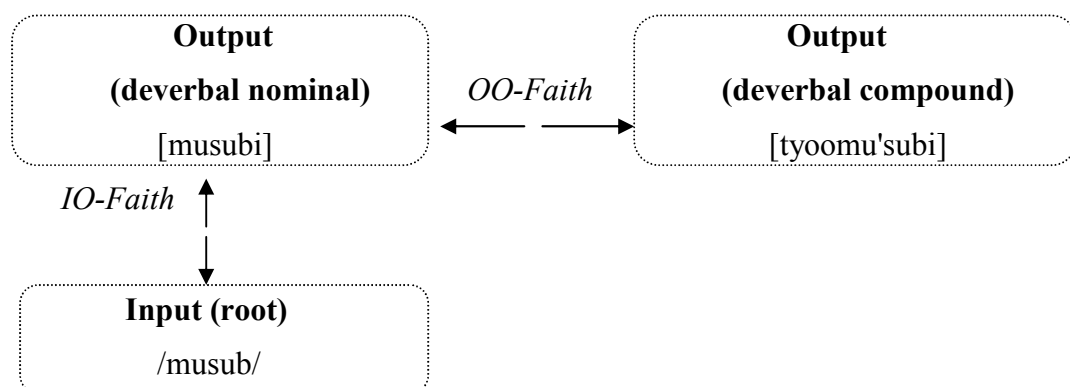 Output
(deverbal nominal)
[musubi]
OO-Faith
Output
(deverbal compound)
[tyoomu'subi]
IO-Faith
Input (root)
/musub/